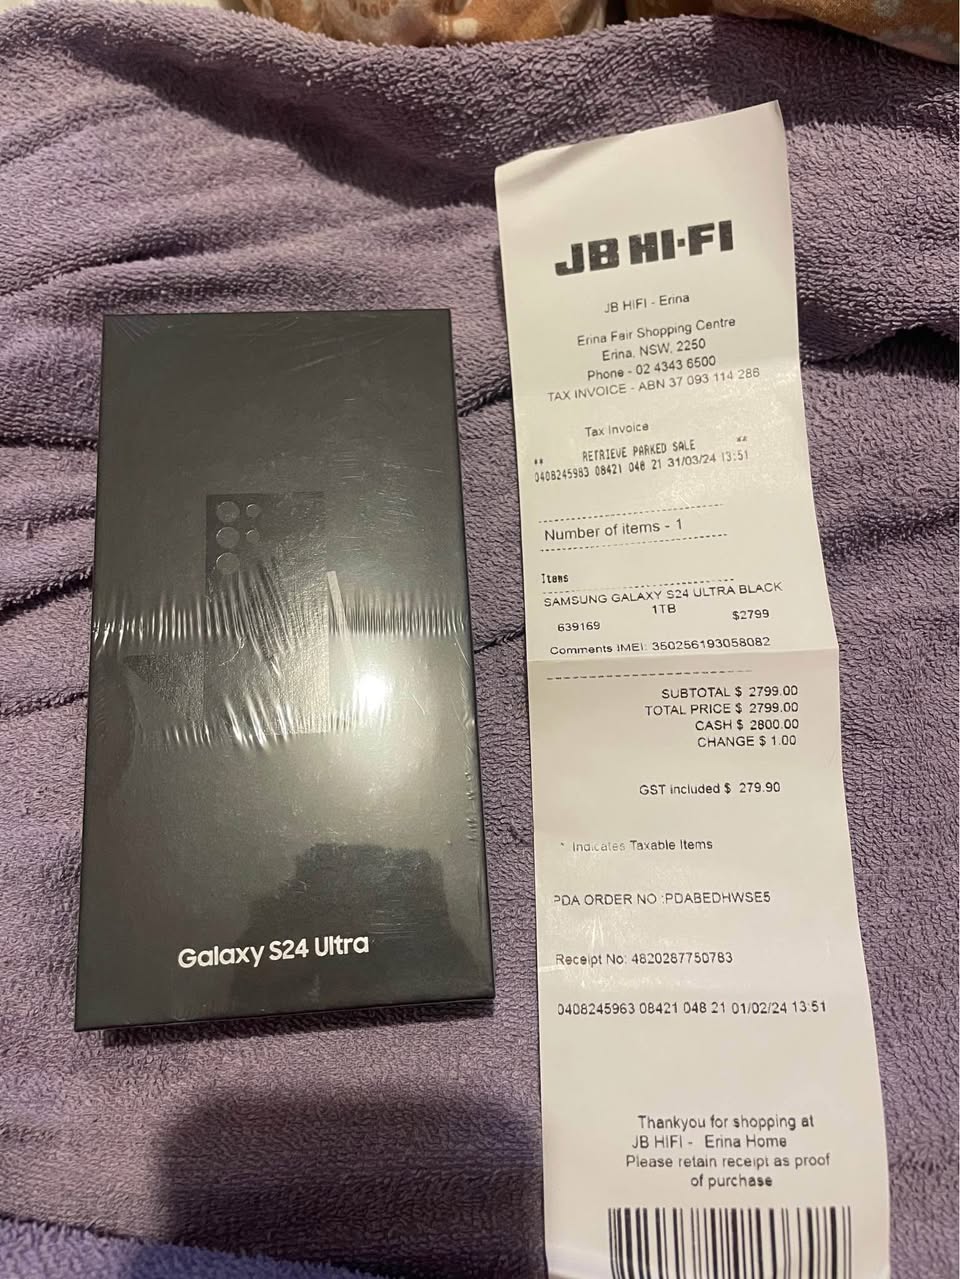 Galaxy S24 Ultra
JB HI-FI
JB HIFI - Erina
Erina Fair Shopping Centre
Erina, NSW, 2250
Phone - 02 4343 6500
TAX INVOICE - ABN 37 093 114 286
Tax Invoice
** RETRIEVE PARKED SALE **
0408245983 08421 048 21 31/03/24 13:51
Number of items - 1
Items
SAMSUNG GALAXY S24 ULTRA BLACK
1TB
639169 $2799
Comments IMEI: 350256193058082
SUBTOTAL $ 2799.00
TOTAL PRICE $ 2799.00
CASH $ 2800.00
CHANGE $ 1.00
GST included $ 279.90
* Indicates Taxable Items
PDA ORDER NO :PDABEDHWSE5
Receipt No: 4820287750783
0408245963 08421 048 21 01/02/24 13:51
Thankyou for shopping at
JB HIFI - Erina Home
Please retain receipt as proof
of purchase